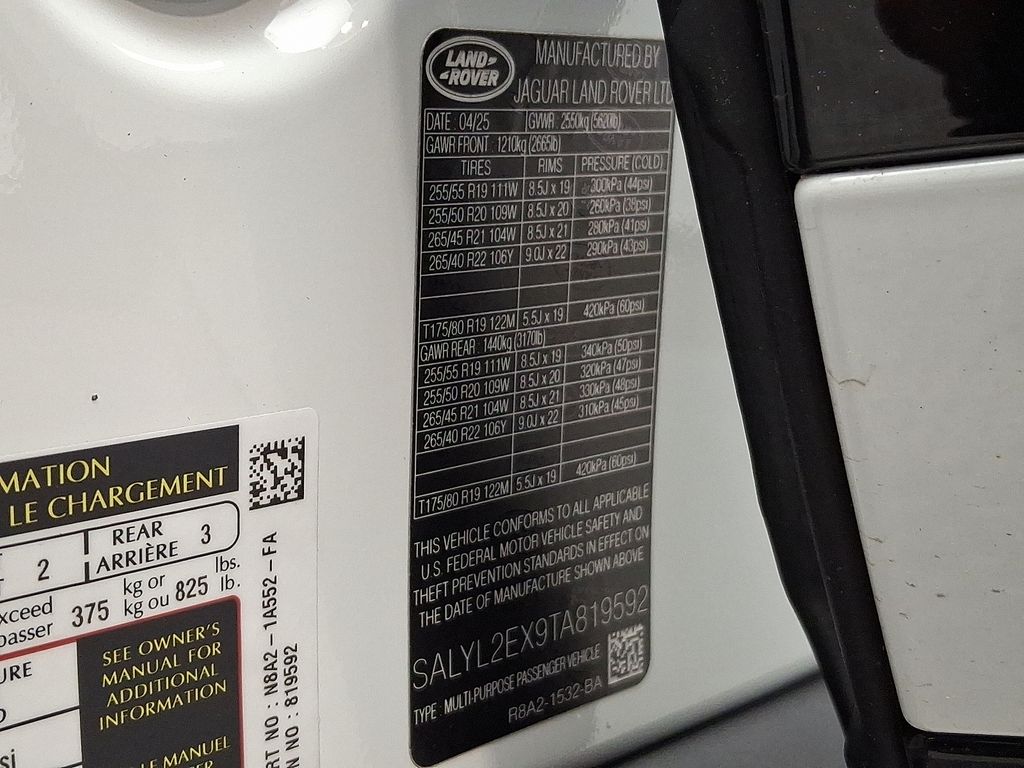 LAND-
-ROVER
MANUFACTURED BY
JAGUAR LAND ROVER LTD
DATE : 04/25 GVWR : 2550kg (5620lb)
GAWR FRONT : 1210kg (2665lb)
TIRES RIMS PRESSURE (COLD)
255/55 R19 111W 8.5J x 19 300kPa (44psi)
255/50 R20 109W 8.5J x 20 260kPa (38psi)
265/45 R21 104W 8.5J x 21 280kPa (41psi)
265/40 R22 106Y 9.0J x 22 290kPa (43psi)
T175/80 R19 122M 5.5J x 19 420kPa (60psi)
GAWR REAR : 1440kg (3170lb)
255/55 R19 111W 8.5J x 19 340kPa (50psi)
255/50 R20 109W 8.5J x 20 320kPa (47psi)
265/45 R21 104W 8.5J x 21 330kPa (48psi)
265/40 R22 106Y 9.0J x 22 310kPa (45psi)
T175/80 R19 122M 5.5J x 19 420kPa (60psi)
THIS VEHICLE CONFORMS TO ALL APPLICABLE
U.S. FEDERAL MOTOR VEHICLE SAFETY AND
THEFT PREVENTION STANDARDS IN EFFECT ON
THE DATE OF MANUFACTURE SHOWN ABOVE
SALYL2EX9TA819592
TYPE : MULTI-PURPOSE PASSENGER VEHICLE
R8A2-1532-BA
MATION
LE CHARGEMENT
2 REAR
ARRIÈRE 3
xceed 375 kg or 825 lbs.
passer kg ou lb.
URE
SEE OWNER'S
MANUAL FOR
ADDITIONAL
INFORMATION
LE MANUEL
si
ART NO : N8A2 - 1A552 - FA
N NO : 819592